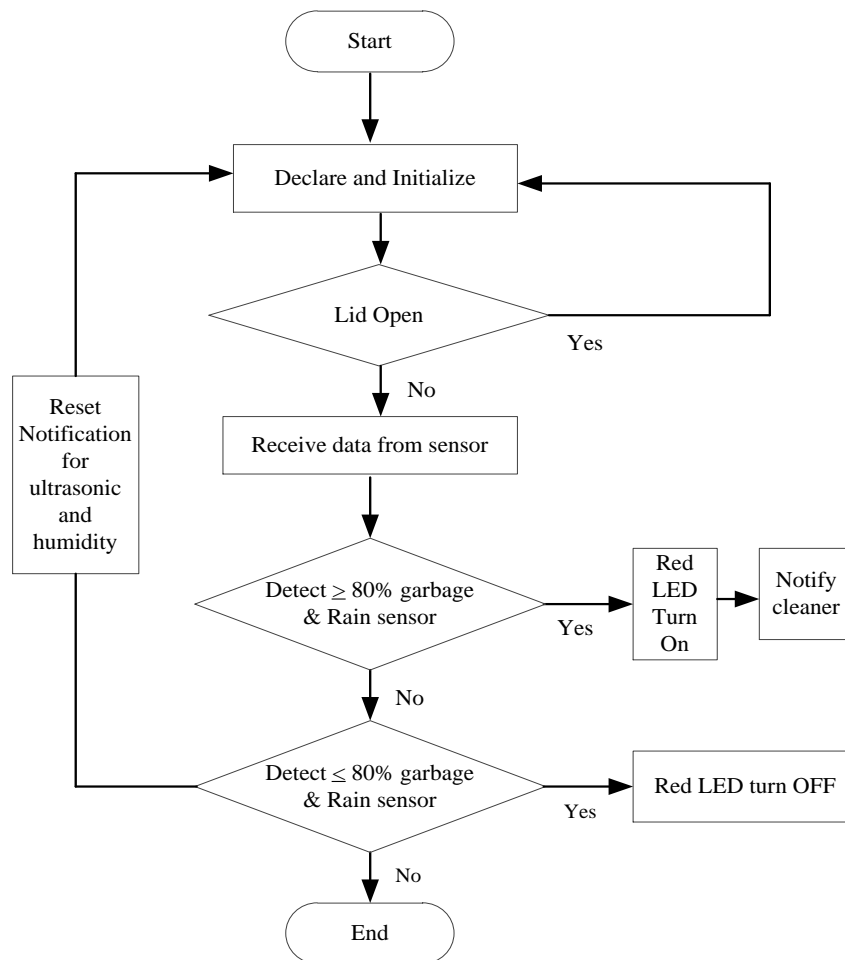 Start
Declare and Initialize
Lid Open
Yes
No
Reset
Notification
for
ultrasonic
and
humidity
Receive data from sensor
Detect ≥ 80% garbage
& Rain sensor
Yes
Red
LED
Turn
On
Notify
cleaner
No
Detect ≤ 80% garbage
& Rain sensor
Yes
Red LED turn OFF
No
End